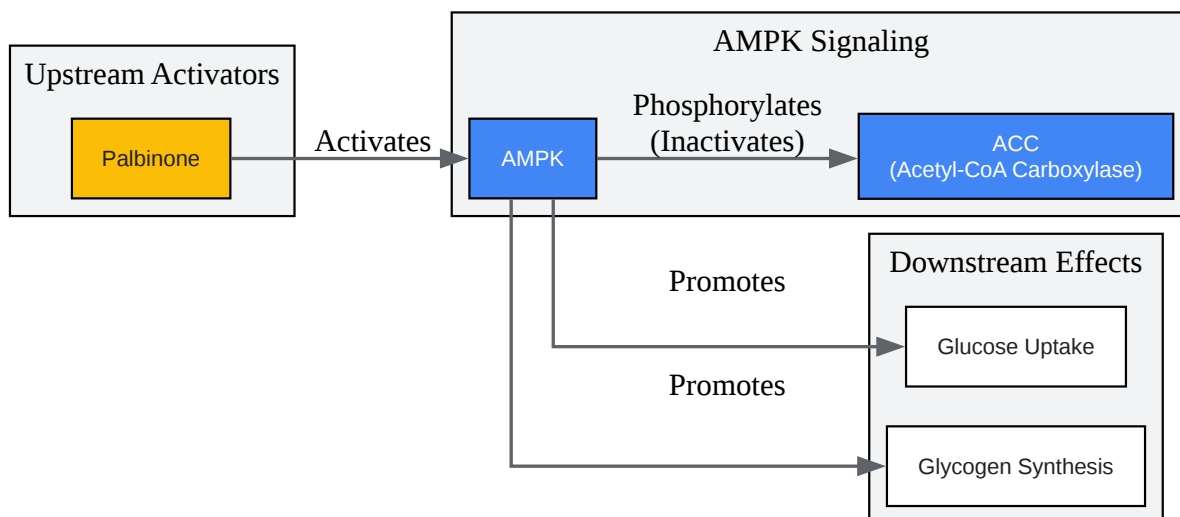 AMPK Signaling
Upstream Activators
Palbinone
Activates
AMPK
Phosphorylates
(Inactivates)
ACC
(Acetyl-CoA Carboxylase)
Downstream Effects
Promotes
Glucose Uptake
Promotes
Glycogen Synthesis